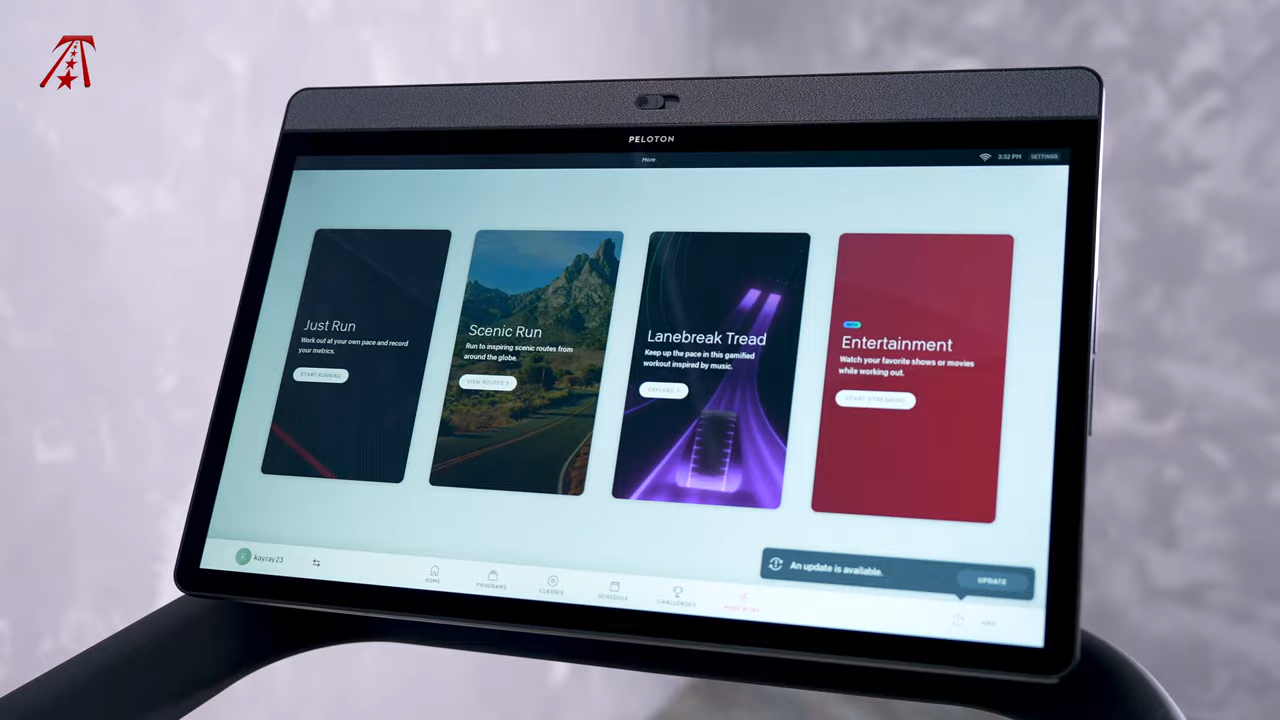 PELOTON
More
3:32 PM SETTINGS
Just Run
Work out at your own pace and record
your metrics.
START RUNNING
Scenic Run
Run to inspiring scenic routes from
around the globe.
VIEW ROUTES >
Lanebreak Tread
Keep up the pace in this gamified
workout inspired by music.
EXPLORE >
BETA
Entertainment
Watch your favorite shows or movies
while working out.
START STREAMING
K kayray23
An update is available.
UPDATE
HOME
PROGRAMS
CLASSES
SCHEDULE
CHALLENGES